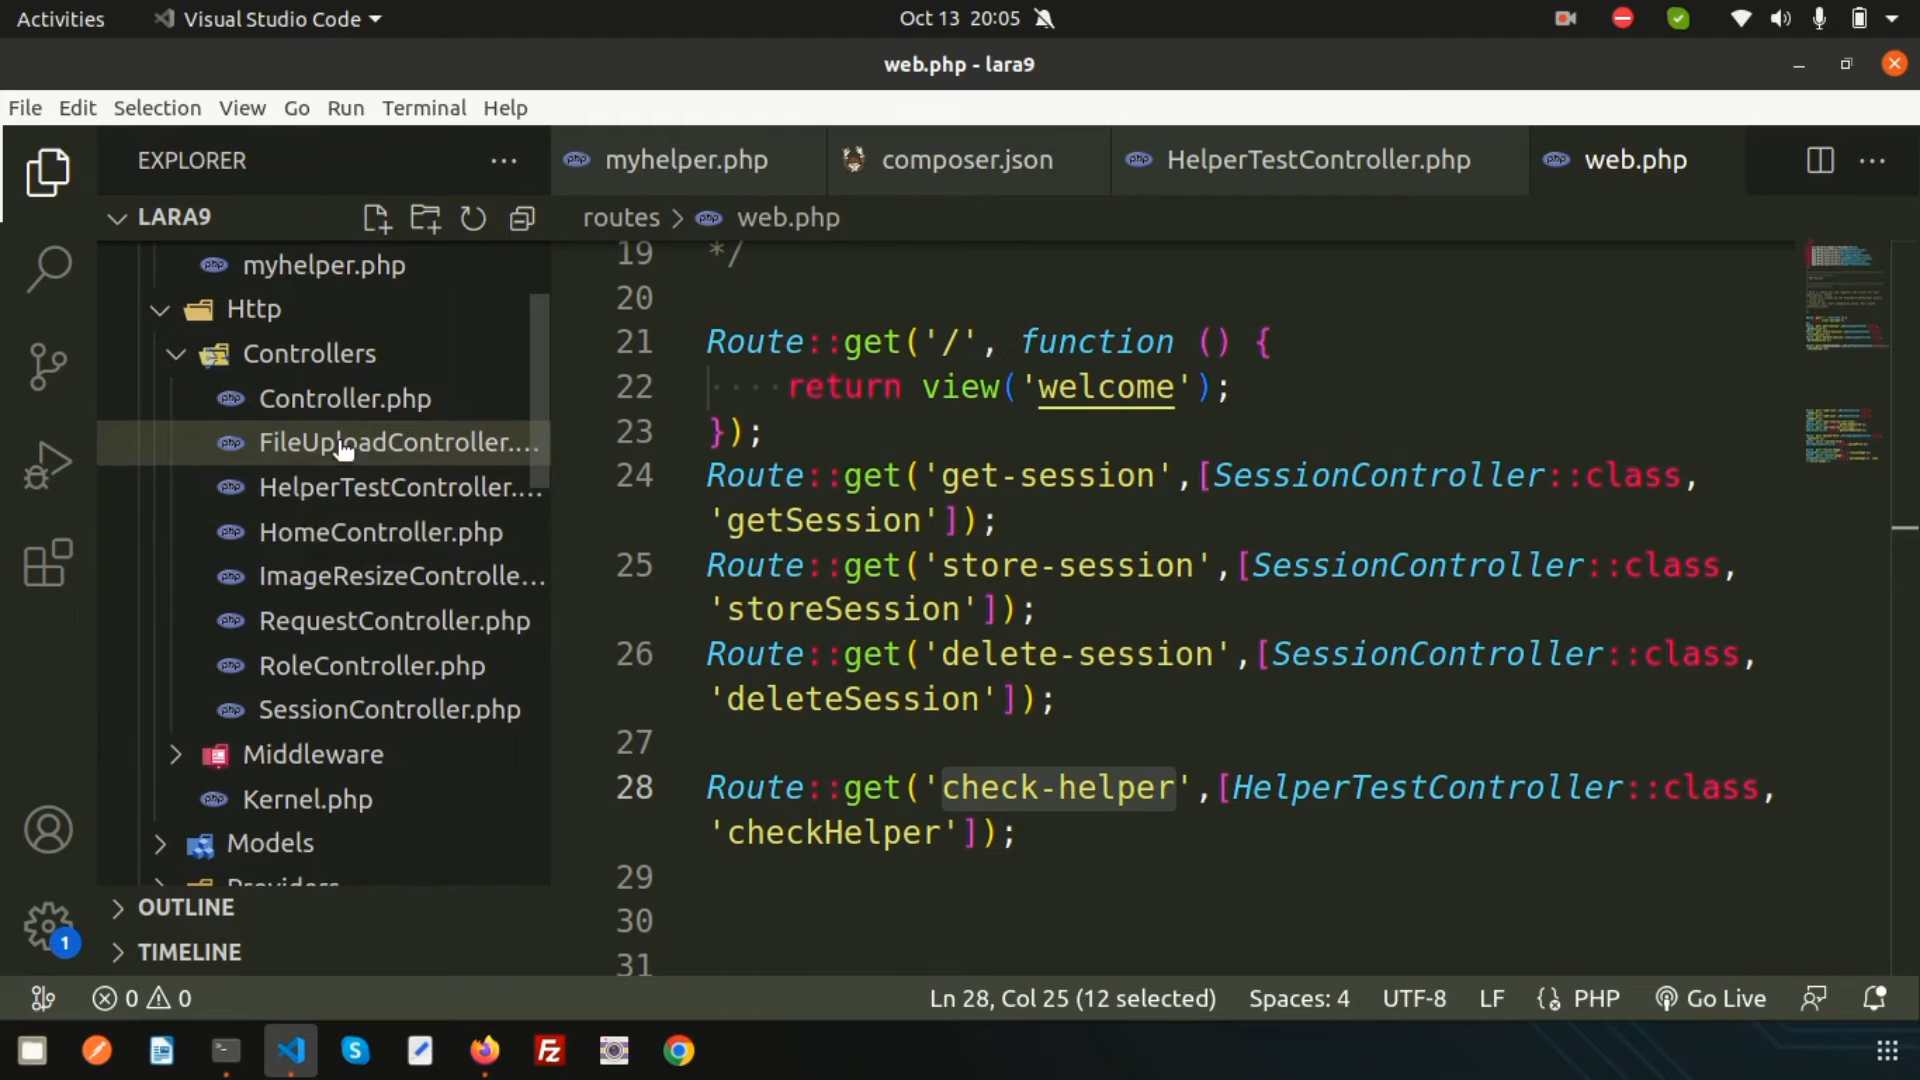 Activities
Visual Studio Code
Oct 13 20:05
web.php - lara9
File Edit Selection View Go Run Terminal Help
EXPLORER
myhelper.php
composer.json
HelperTestController.php
web.php
LARA9
routes > web.php
myhelper.php
Http
Controllers
Controller.php
FileUploadController....
HelperTestController....
HomeController.php
ImageResizeControlle...
RequestController.php
RoleController.php
SessionController.php
Middleware
Kernel.php
Models
Providers
OUTLINE
TIMELINE
19 */
20
21 Route::get('/', function () {
22 ····return view('welcome');
23 });
24 Route::get('get-session',[SessionController::class,
'getSession']);
25 Route::get('store-session',[SessionController::class,
'storeSession']);
26 Route::get('delete-session',[SessionController::class,
'deleteSession']);
27
28 Route::get('check-helper',[HelperTestController::class,
'checkHelper']);
29
30
31
1
0 0
Ln 28, Col 25 (12 selected)
Spaces: 4
UTF-8
LF
PHP
Go Live